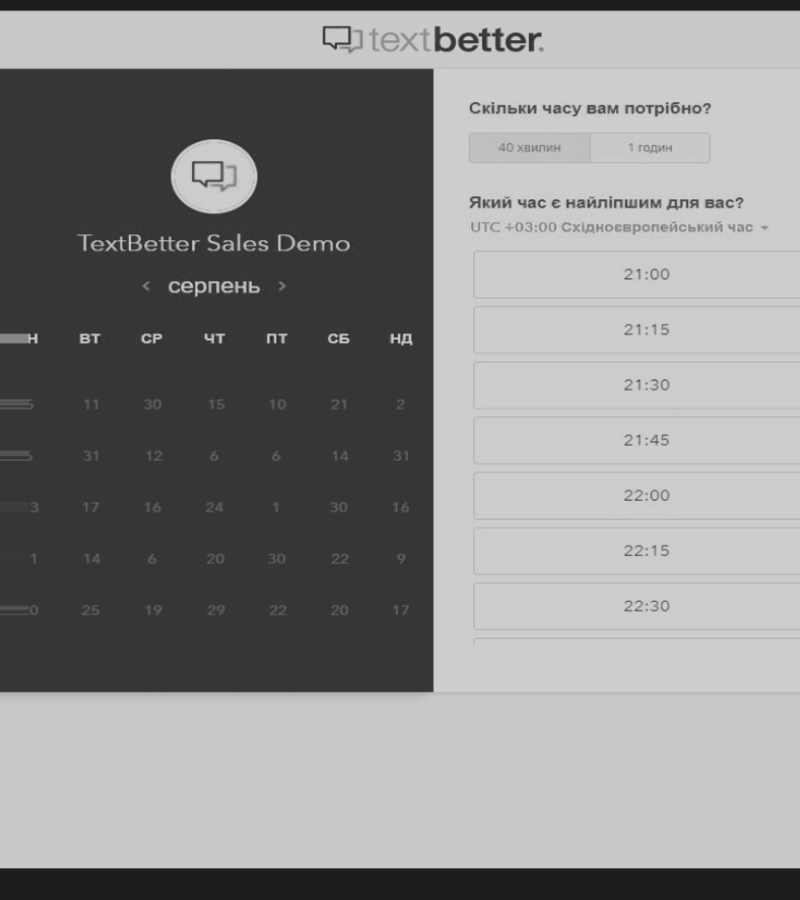 textbetter.
TextBetter Sales Demo
серпень
Н ВТ СР ЧТ ПТ СБ НД
11 30 15 10 21 2
31 12 6 6 14 31
3 17 16 24 1 30 16
1 14 6 20 30 22 9
0 25 19 29 22 20 17
Скільки часу вам потрібно?
40 хвилин 1 годин
Який час є найліпшим для вас?
UTC +03:00 Східноєвропейський час
21:00
21:15
21:30
21:45
22:00
22:15
22:30